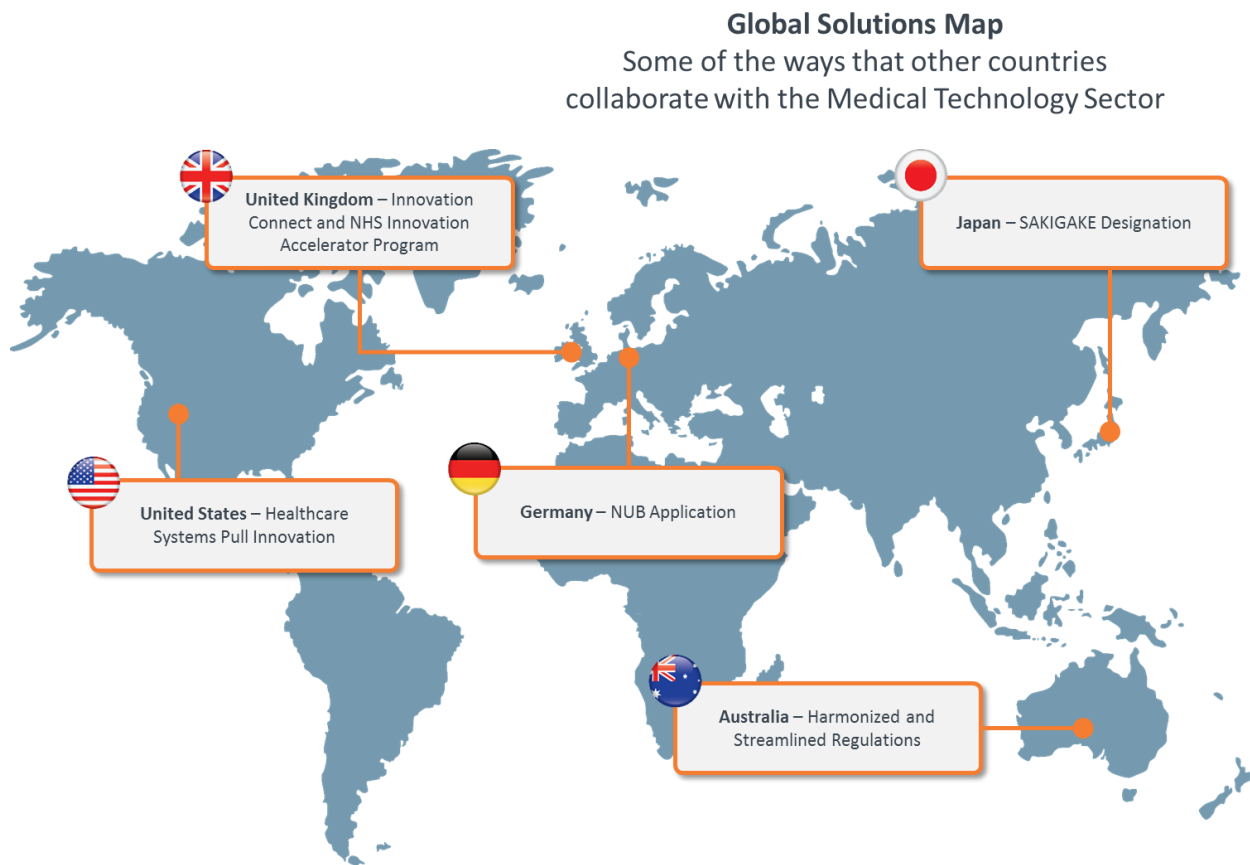 Global Solutions Map
Some of the ways that other countries
collaborate with the Medical Technology Sector
United Kingdom – Innovation
Connect and NHS Innovation
Accelerator Program
Japan – SAKIGAKE Designation
United States – Healthcare
Systems Pull Innovation
Germany – NUB Application
Australia – Harmonized and
Streamlined Regulations